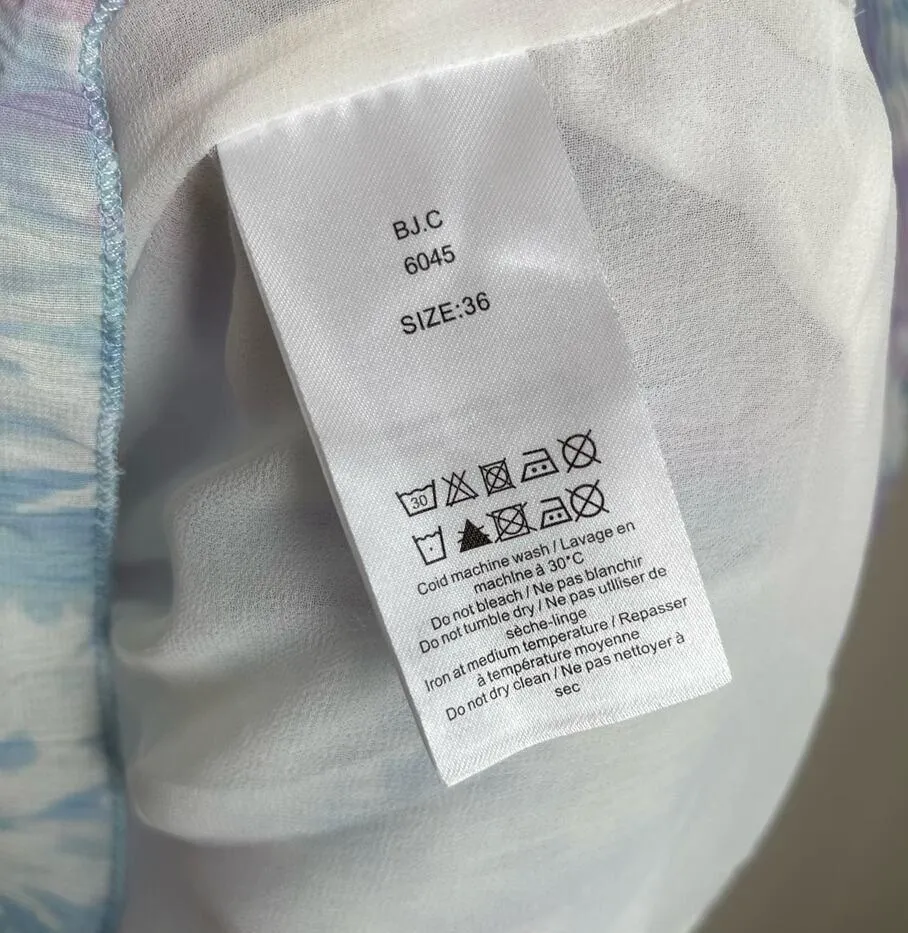 BJ.C
6045
SIZE:36
30
Cold machine wash / Lavage en
machine à 30°C
Do not bleach / Ne pas blanchir
Do not tumble dry / Ne pas utiliser de
sèche-linge
Iron at medium temperature / Repasser
à température moyenne
Do not dry clean / Ne pas nettoyer à
sec